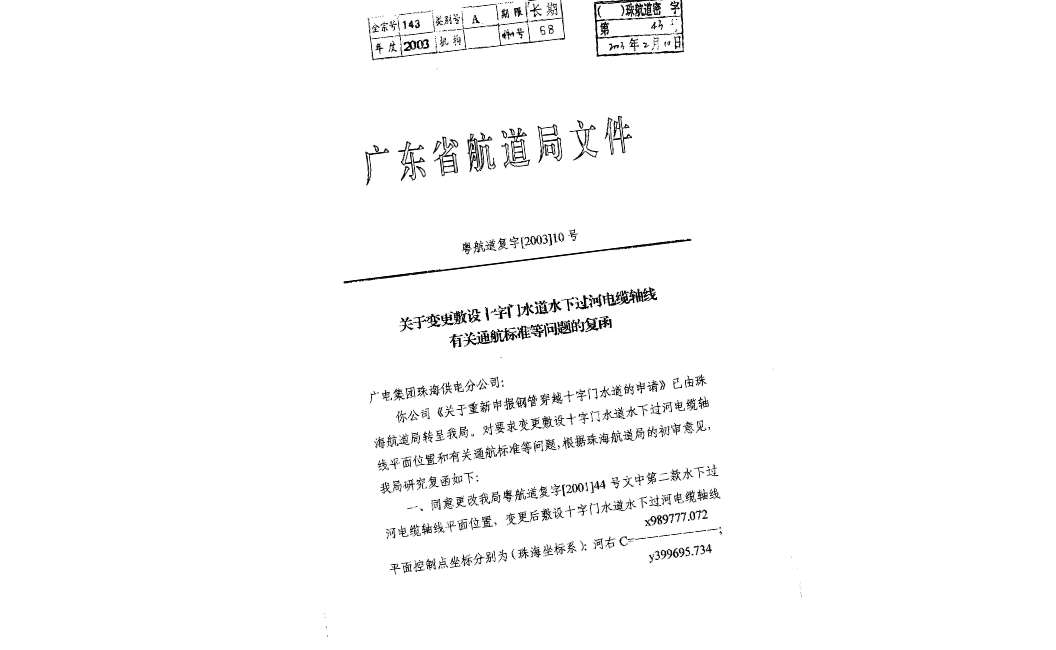 全宗号 143 类别号 A 期限 长期
年度 2003 机构 68
( )珠航道密 字
第 43 号
2003年2月10日
广东省航道局文件
粤航道复字[2003]10 号
关于变更敷设十字门水道水下过河电缆轴线
有关通航标准等问题的复函
广电集团珠海供电分公司:
你公司《关于重新申报钢管穿越十字门水道的申请》已由珠
海航道局转呈我局。对要求变更敷设十字门水道水下过河电缆轴
线平面位置和有关通航标准等问题,根据珠海航道局的初审意见,
我局研究复函如下:
一、同意更改我局粤航道复字[2001]44 号文中第二款水下过
河电缆轴线平面位置,变更后敷设十字门水道水下过河电缆轴线
x989777.072
平面控制点坐标分别为(珠海坐标系):河右 C=————;
y399695.734